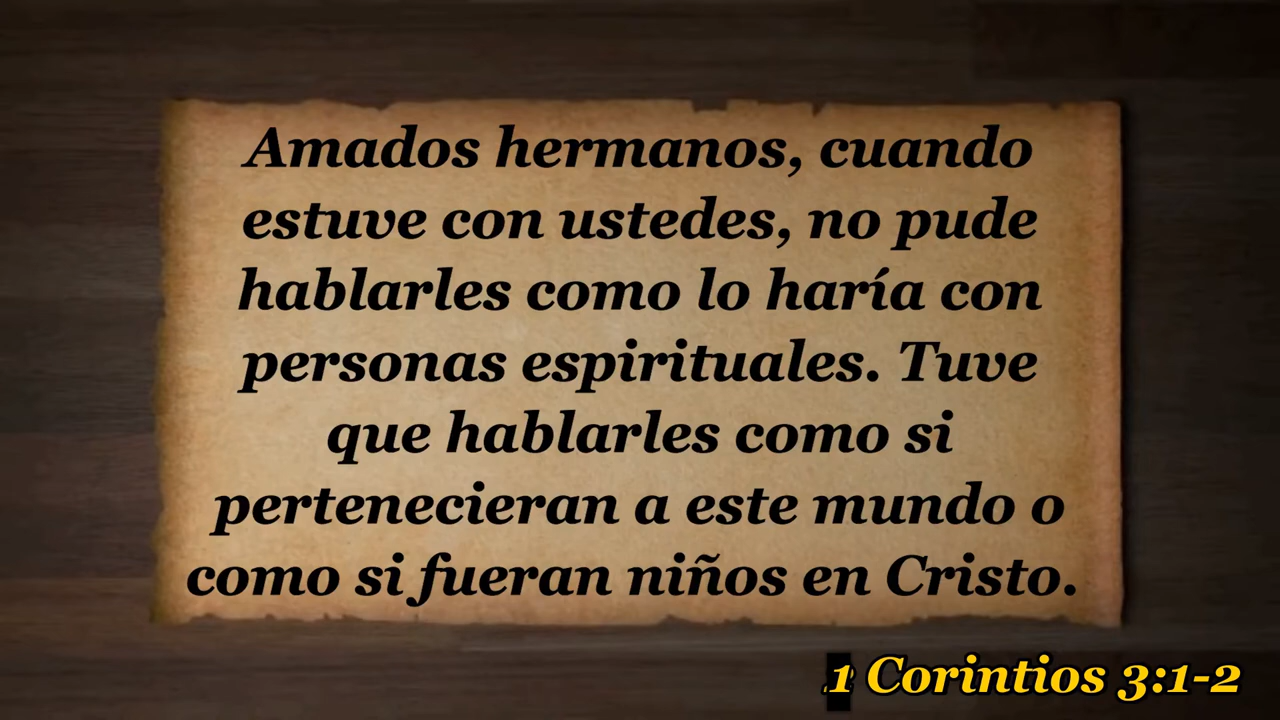 Amados hermanos, cuando
estuve con ustedes, no pude
hablarles como lo haría con
personas espirituales. Tuve
que hablarles como si
pertenecieran a este mundo o
como si fueran niños en Cristo.
1 Corintios 3:1-2